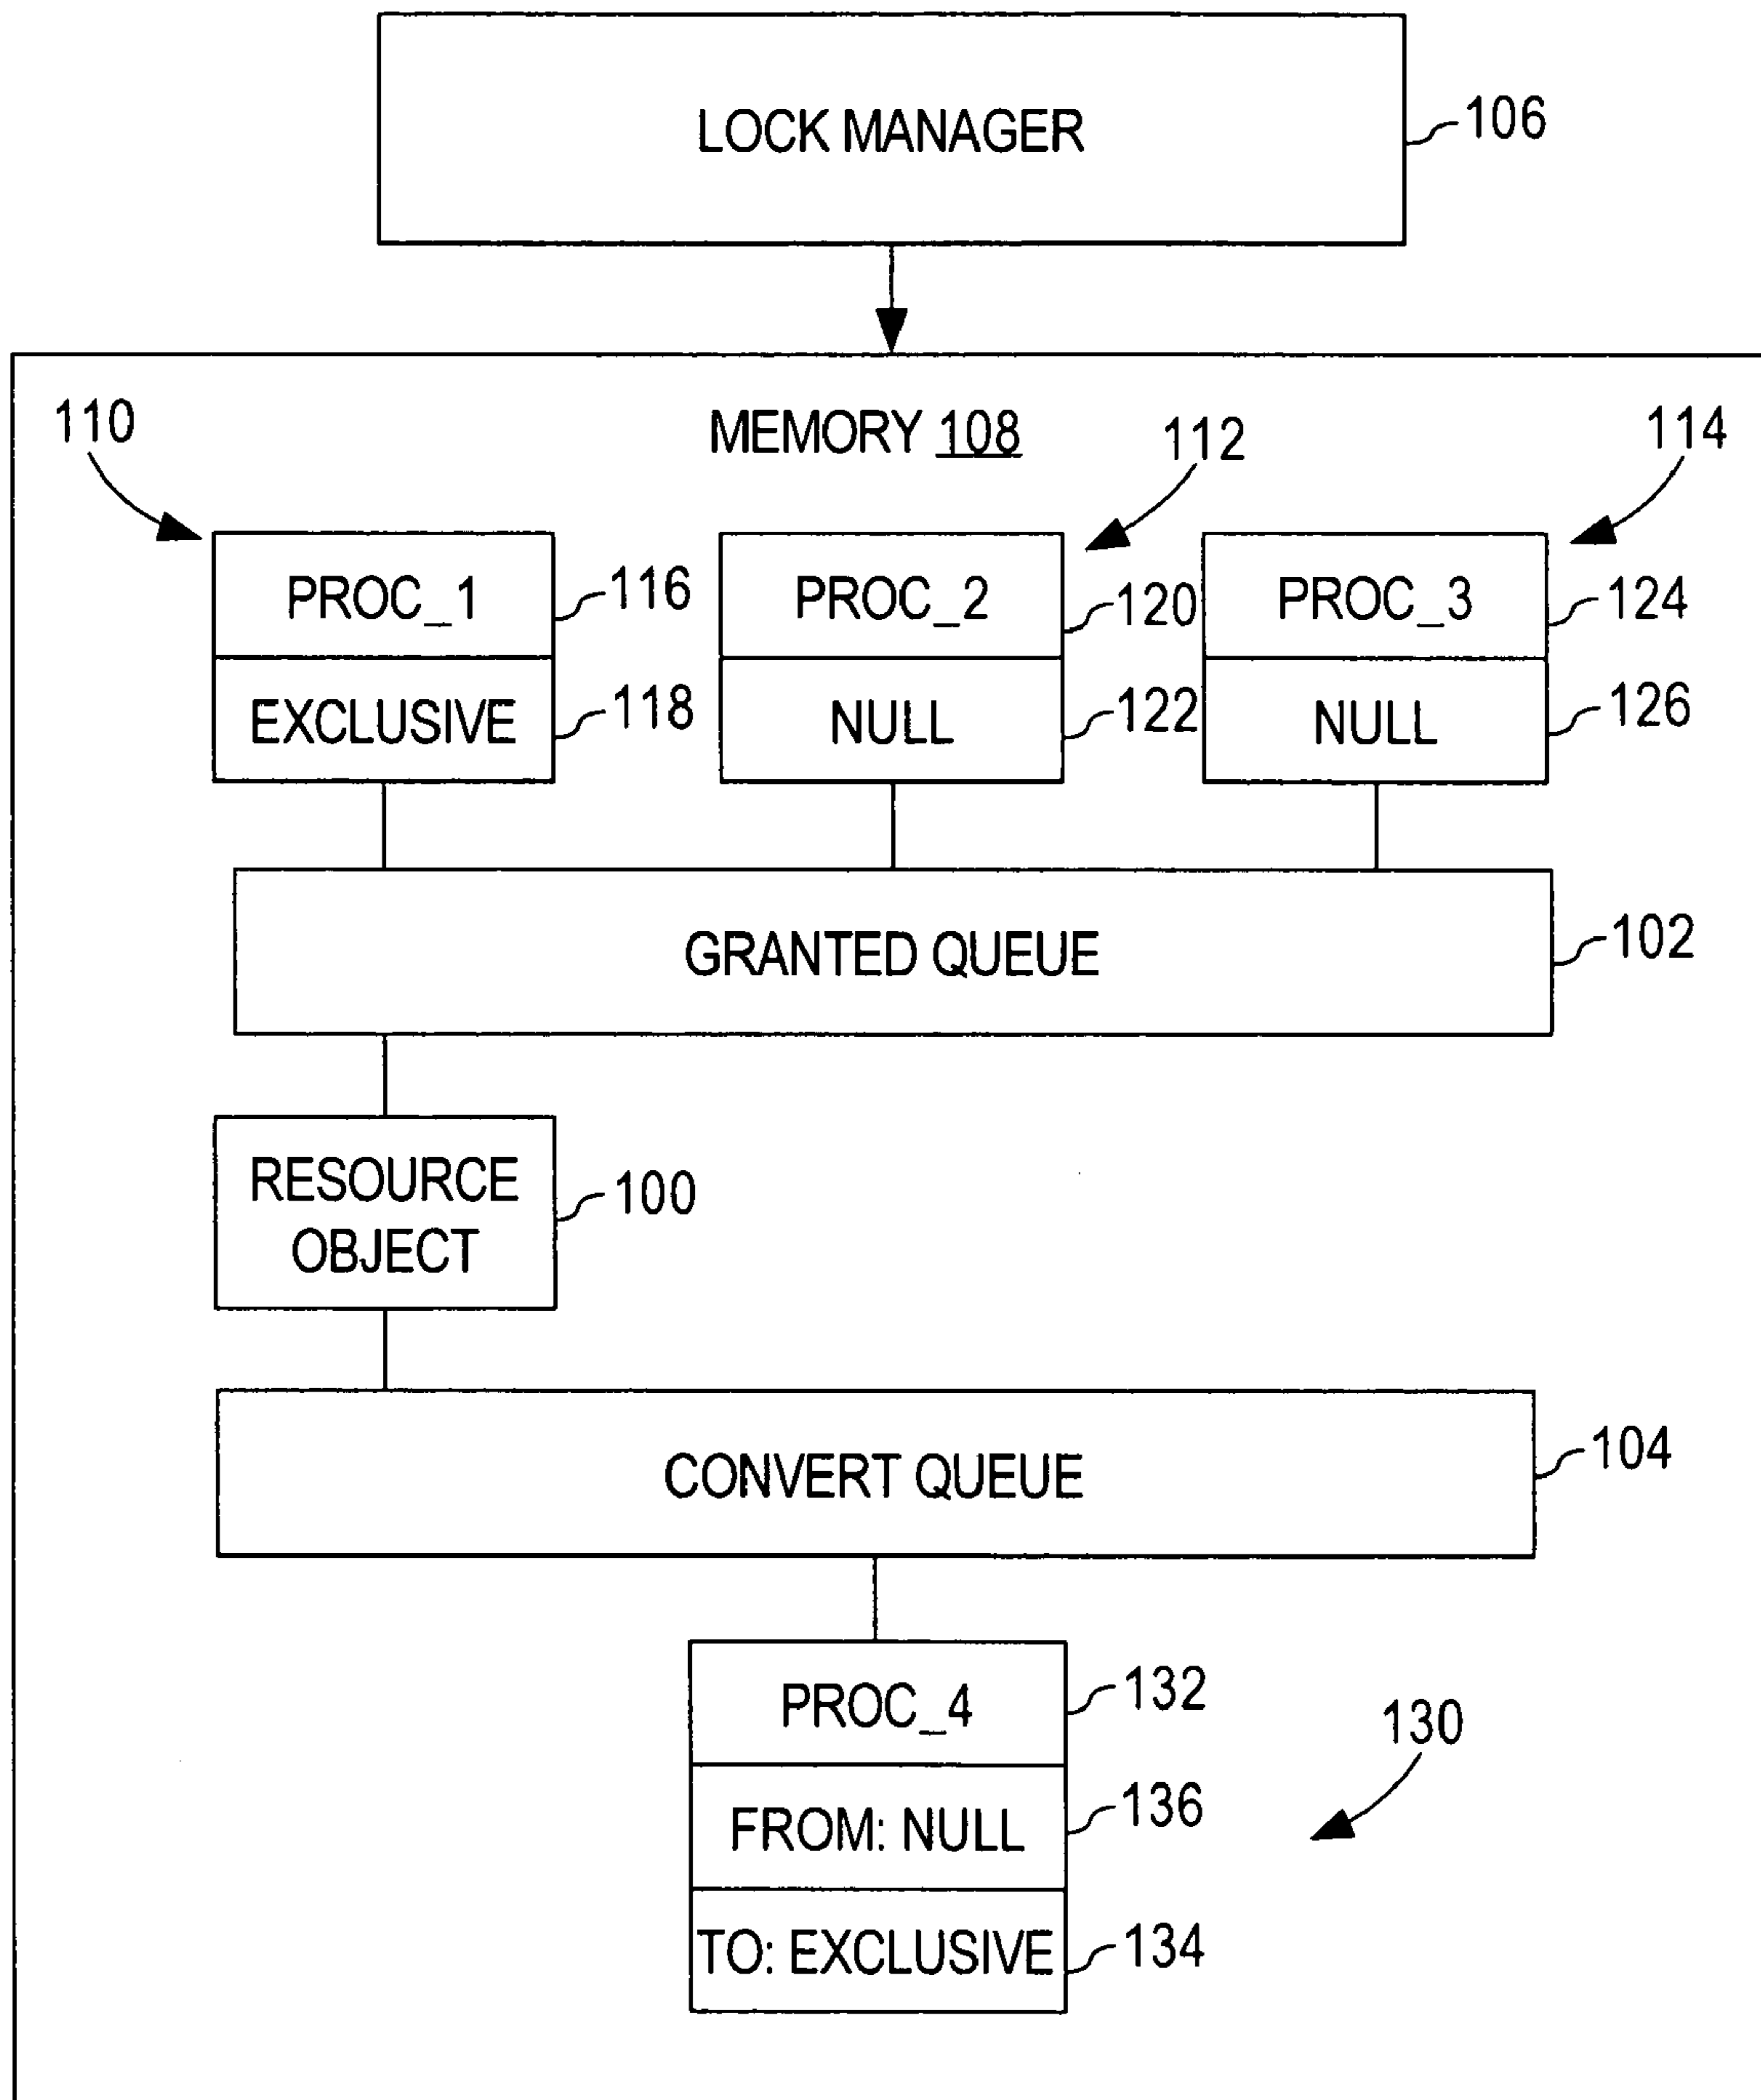 LOCK MANAGER
106
110
MEMORY 108
112
114
PROC_1
116
PROC_2
120
PROC_3
124
EXCLUSIVE
118
NULL
122
NULL
126
GRANTED QUEUE
102
RESOURCE
OBJECT
100
CONVERT QUEUE
104
PROC_4
132
130
FROM: NULL
136
TO: EXCLUSIVE
134